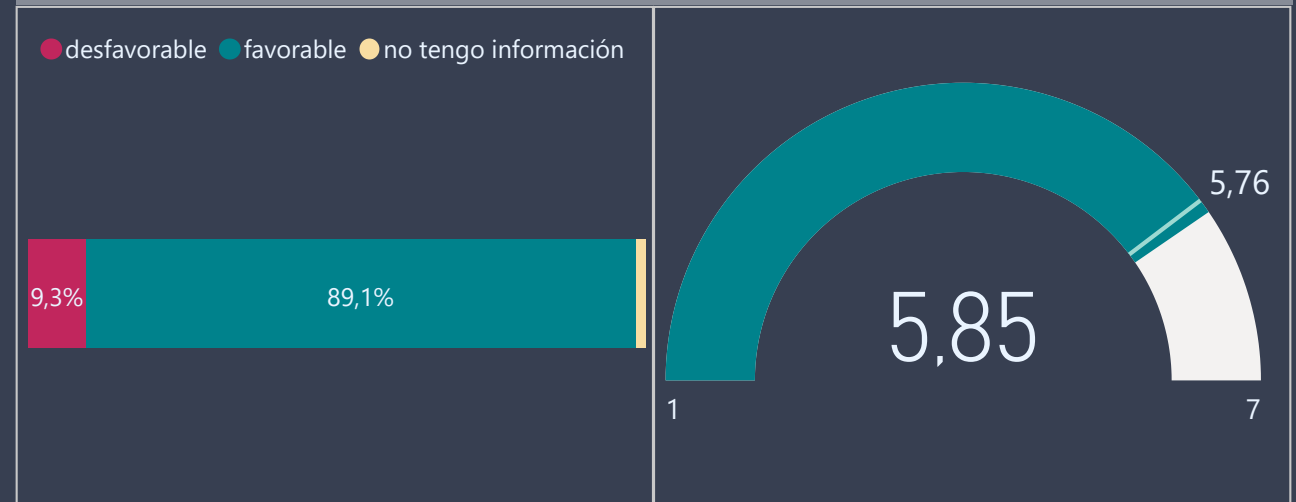 desfavorable favorable no tengo información
9,3% 89,1%
5,76
5,85
1 7